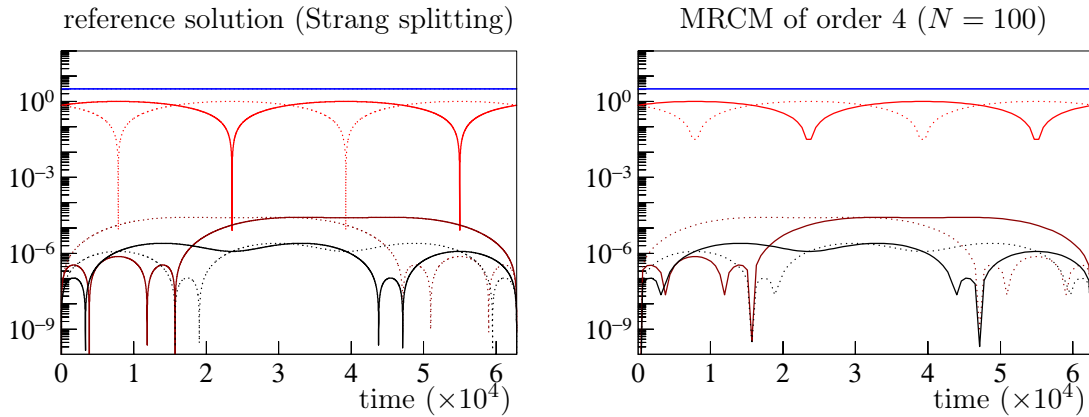 reference solution (Strang splitting)
10^0
10^−3
10^−6
10^−9
0 1 2 3 4 5 6
time (×10^4)
MRCM of order 4 (N = 100)
10^0
10^−3
10^−6
10^−9
0 1 2 3 4 5 6
time (×10^4)